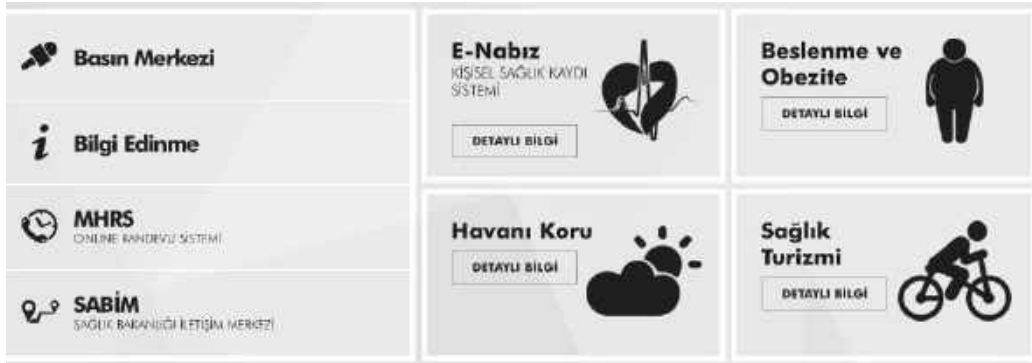 Basın Merkezi
Bilgi Edinme
MHRS
ONLINE RANDEVU SİSTEMİ
SABİM
SAĞLIK BAKANLIĞI İLETİŞİM MERKEZİ
E-Nabız
KİŞİSEL SAĞLIK KAYDI
SİSTEMİ
DETAYLI BİLGİ
Beslenme ve
Obezite
DETAYLI BİLGİ
Havanı Koru
DETAYLI BİLGİ
Sağlık
Turizmi
DETAYLI BİLGİ